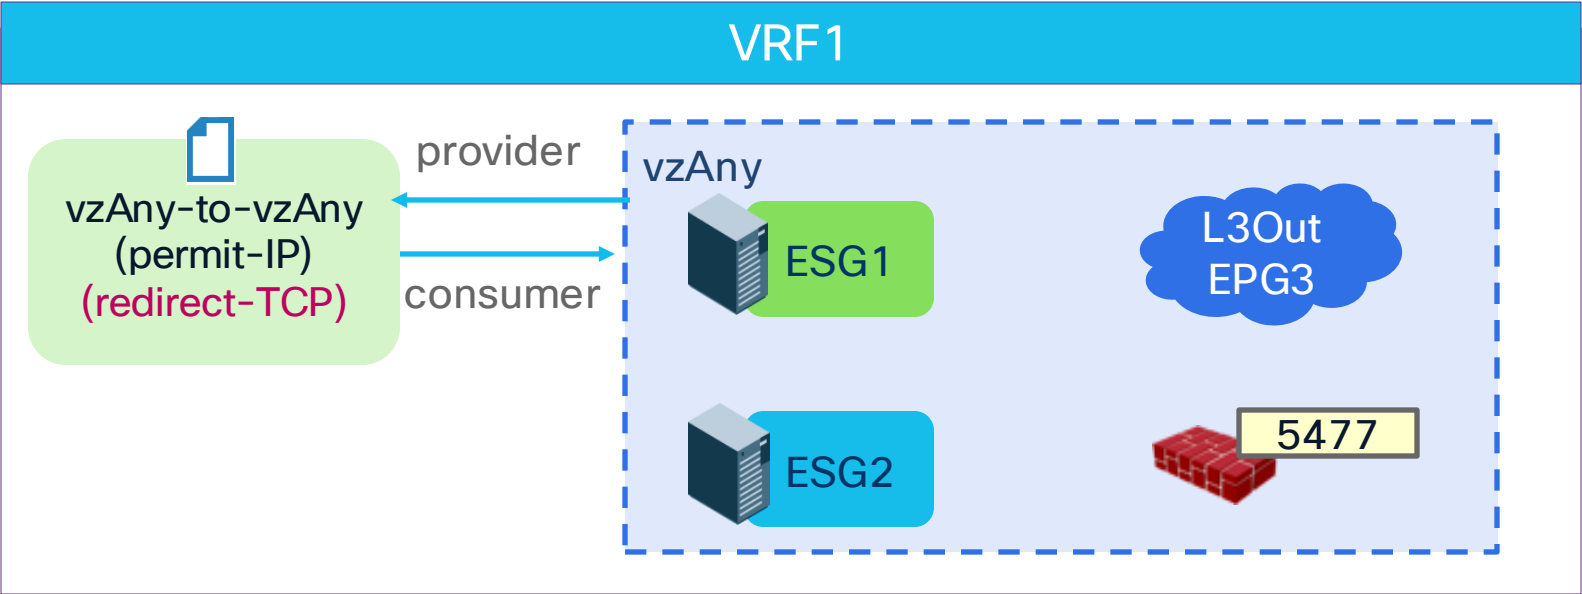 VRF1
provider
vzAny-to-vzAny
(permit-IP)
(redirect-TCP)
consumer
vzAny
ESG1
L3Out
EPG3
ESG2
5477